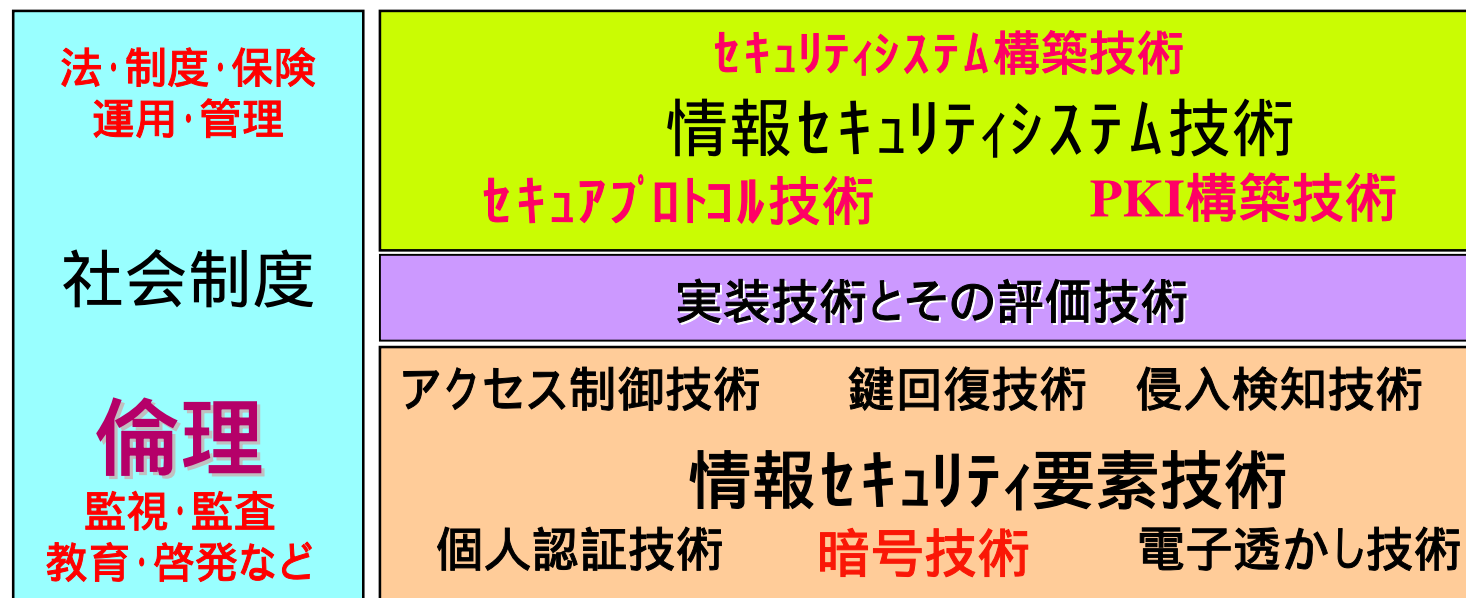 法・制度・保険
運用・管理
社会制度
倫理
監視・監査
教育・啓発など
ｾｷｭﾘﾃｨｼｽﾃﾑ構築技術
情報ｾｷｭﾘﾃｨｼｽﾃﾑ技術
ｾｷｭｱﾌﾟﾛﾄｺﾙ技術 PKI構築技術
実装技術とその評価技術
アクセス制御技術 鍵回復技術 侵入検知技術
情報ｾｷｭﾘﾃｨ要素技術
個人認証技術 暗号技術 電子透かし技術